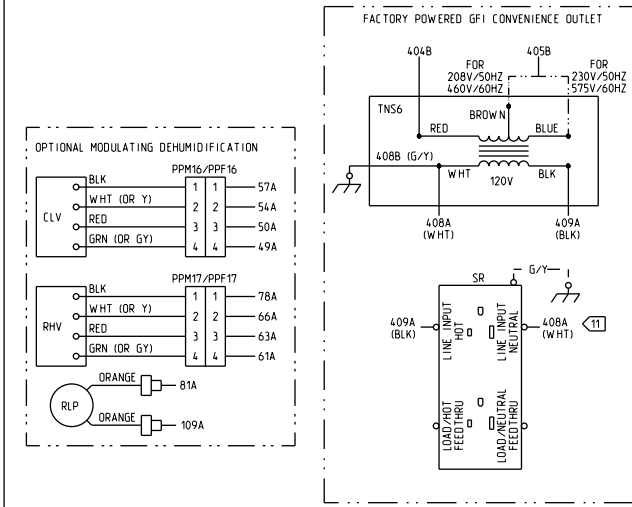 FACTORY POWERED GFI CONVENIENCE OUTLET
404B
405B
FOR
208V/50HZ
460V/60HZ
FOR
230V/50HZ
575V/60HZ
TNS6
BROWN
RED
BLUE
408B (G/Y)
WHT
120V
BLK
408A
(WHT)
409A
(BLK)
OPTIONAL MODULATING DEHUMIDIFICATION
PPM16/PPF16
CLV
BLK
1 1
57A
WHT (OR Y)
2 2
54A
RED
3 3
50A
GRN (OR GY)
4 4
49A
PPM17/PPF17
RHV
BLK
1 1
78A
WHT (OR Y)
2 2
66A
RED
3 3
63A
GRN (OR GY)
4 4
61A
RLP
ORANGE
81A
ORANGE
109A
SR
G/Y
409A
(BLK)
LINE INPUT
HOT
LINE INPUT
NEUTRAL
408A
(WHT)
11
LOAD/HOT
FEEDTHRU
LOAD/NEUTRAL
FEEDTHRU